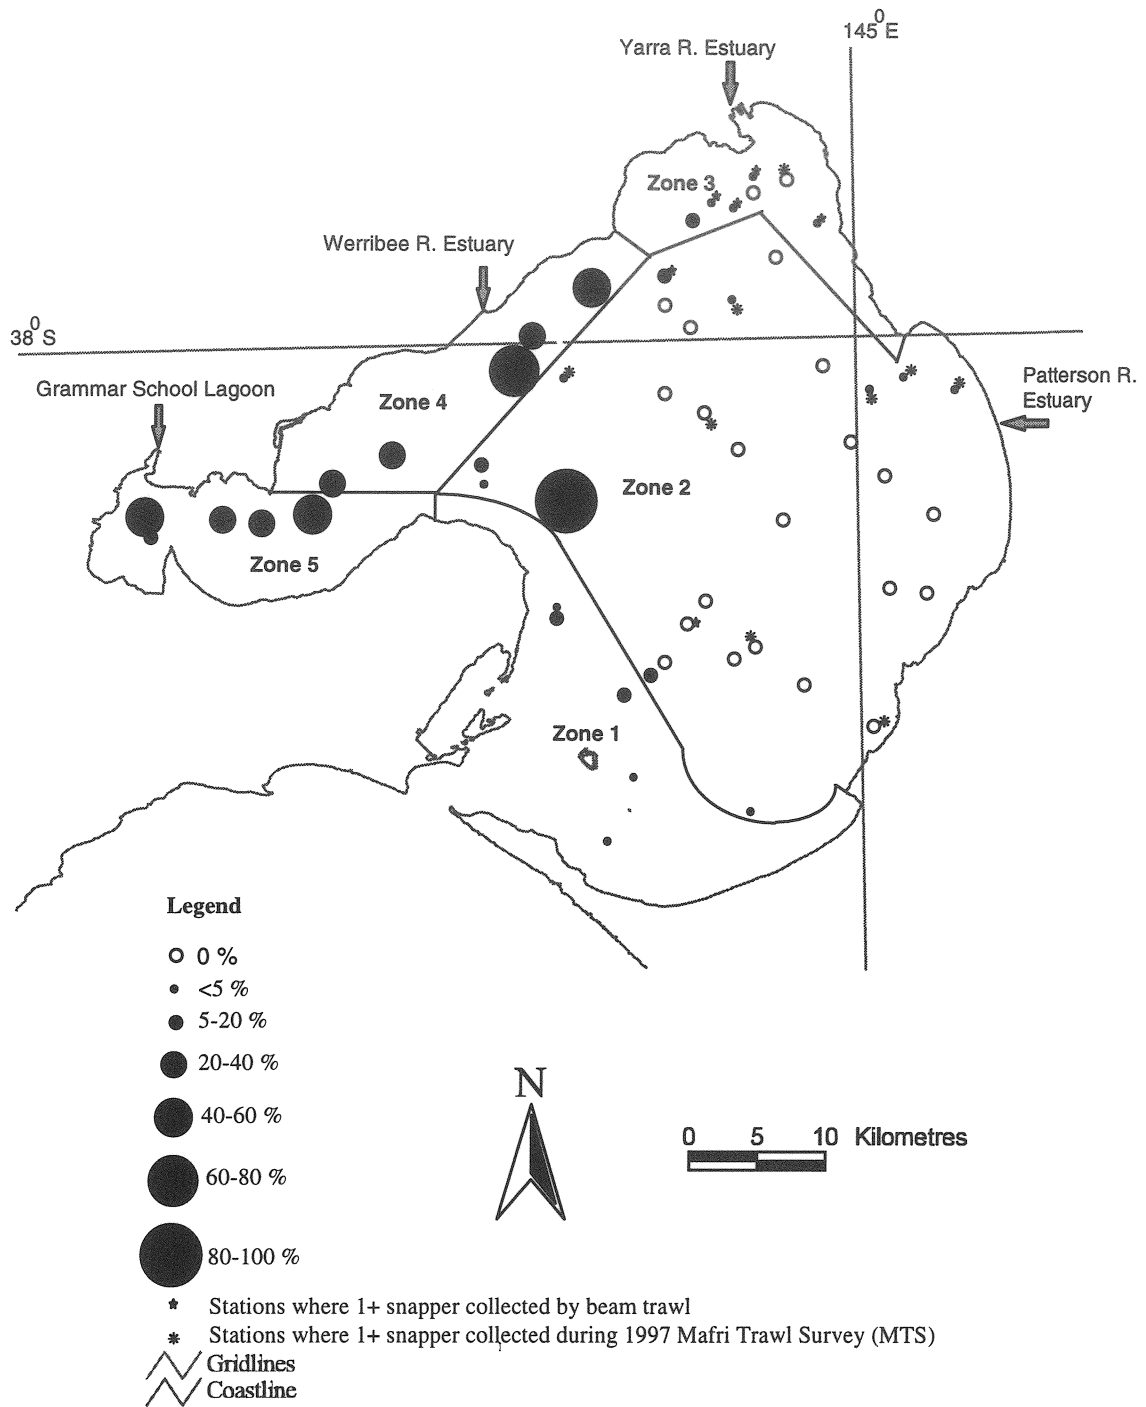 0
145 E
Yarra R. Estuary
Zone 3
Werribee R. Estuary
0
38 S
Grammar School Lagoon
Patterson R.
Estuary
Zone 4
Zone 2
Zone 5
Zone 1
Legend
0 %
<5 %
5-20 %
20-40 %
40-60 %
60-80 %
80-100 %
N
0 5 10 Kilometres
Stations where 1+ snapper collected by beam trawl
Stations where 1+ snapper collected during 1997 Mafri Trawl Survey (MTS)
Gridlines
Coastline